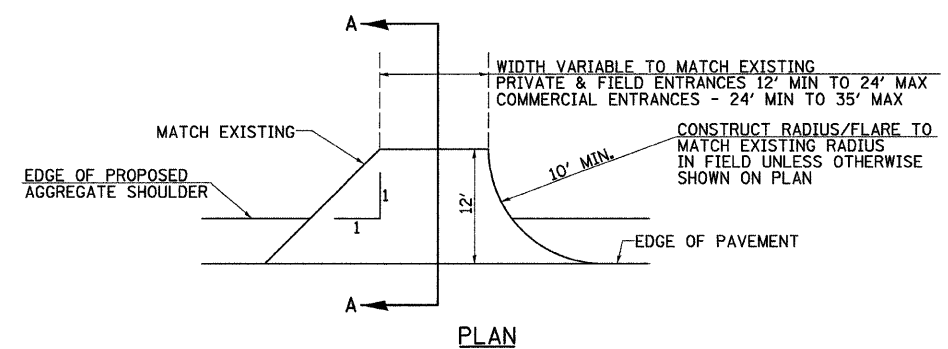 A
WIDTH VARIABLE TO MATCH EXISTING
PRIVATE & FIELD ENTRANCES 12' MIN TO 24' MAX
COMMERCIAL ENTRANCES - 24' MIN TO 35' MAX
MATCH EXISTING
CONSTRUCT RADIUS/FLARE TO
MATCH EXISTING RADIUS
IN FIELD UNLESS OTHERWISE
SHOWN ON PLAN
10' MIN.
EDGE OF PROPOSED
AGGREGATE SHOULDER
1
1
12'
EDGE OF PAVEMENT
A
PLAN